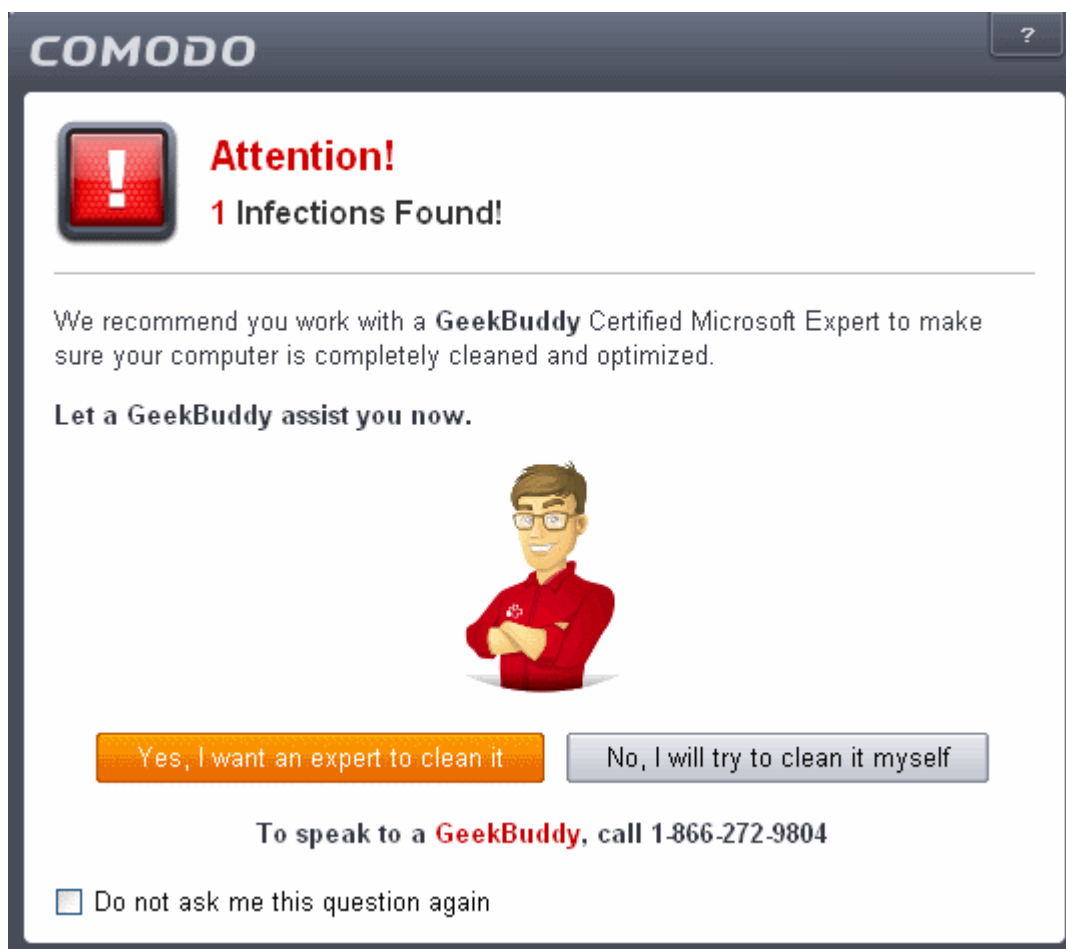 COMODO
?
!
Attention!
1 Infections Found!
We recommend you work with a GeekBuddy Certified Microsoft Expert to make
sure your computer is completely cleaned and optimized.
Let a GeekBuddy assist you now.
Yes, I want an expert to clean it
No, I will try to clean it myself
To speak to a GeekBuddy, call 1-866-272-9804
Do not ask me this question again